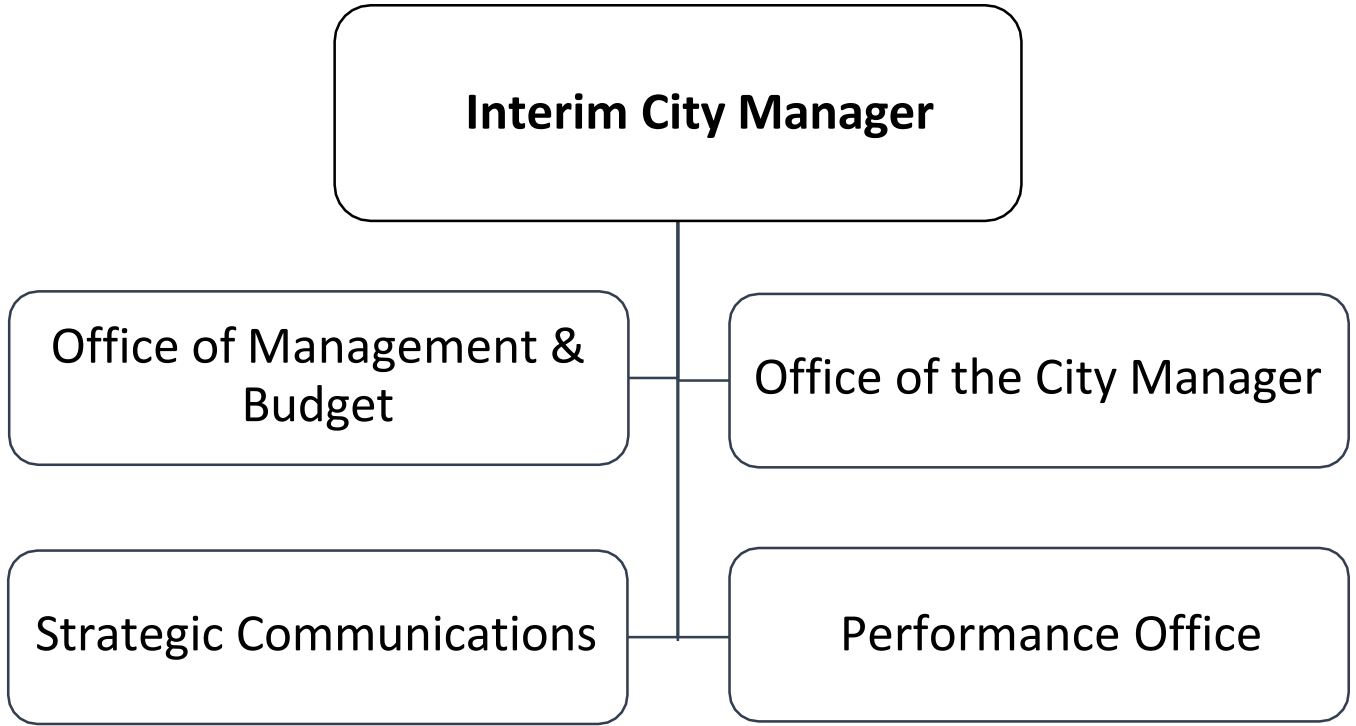 Interim City Manager
Office of Management &
Budget
Office of the City Manager
Strategic Communications
Performance Office